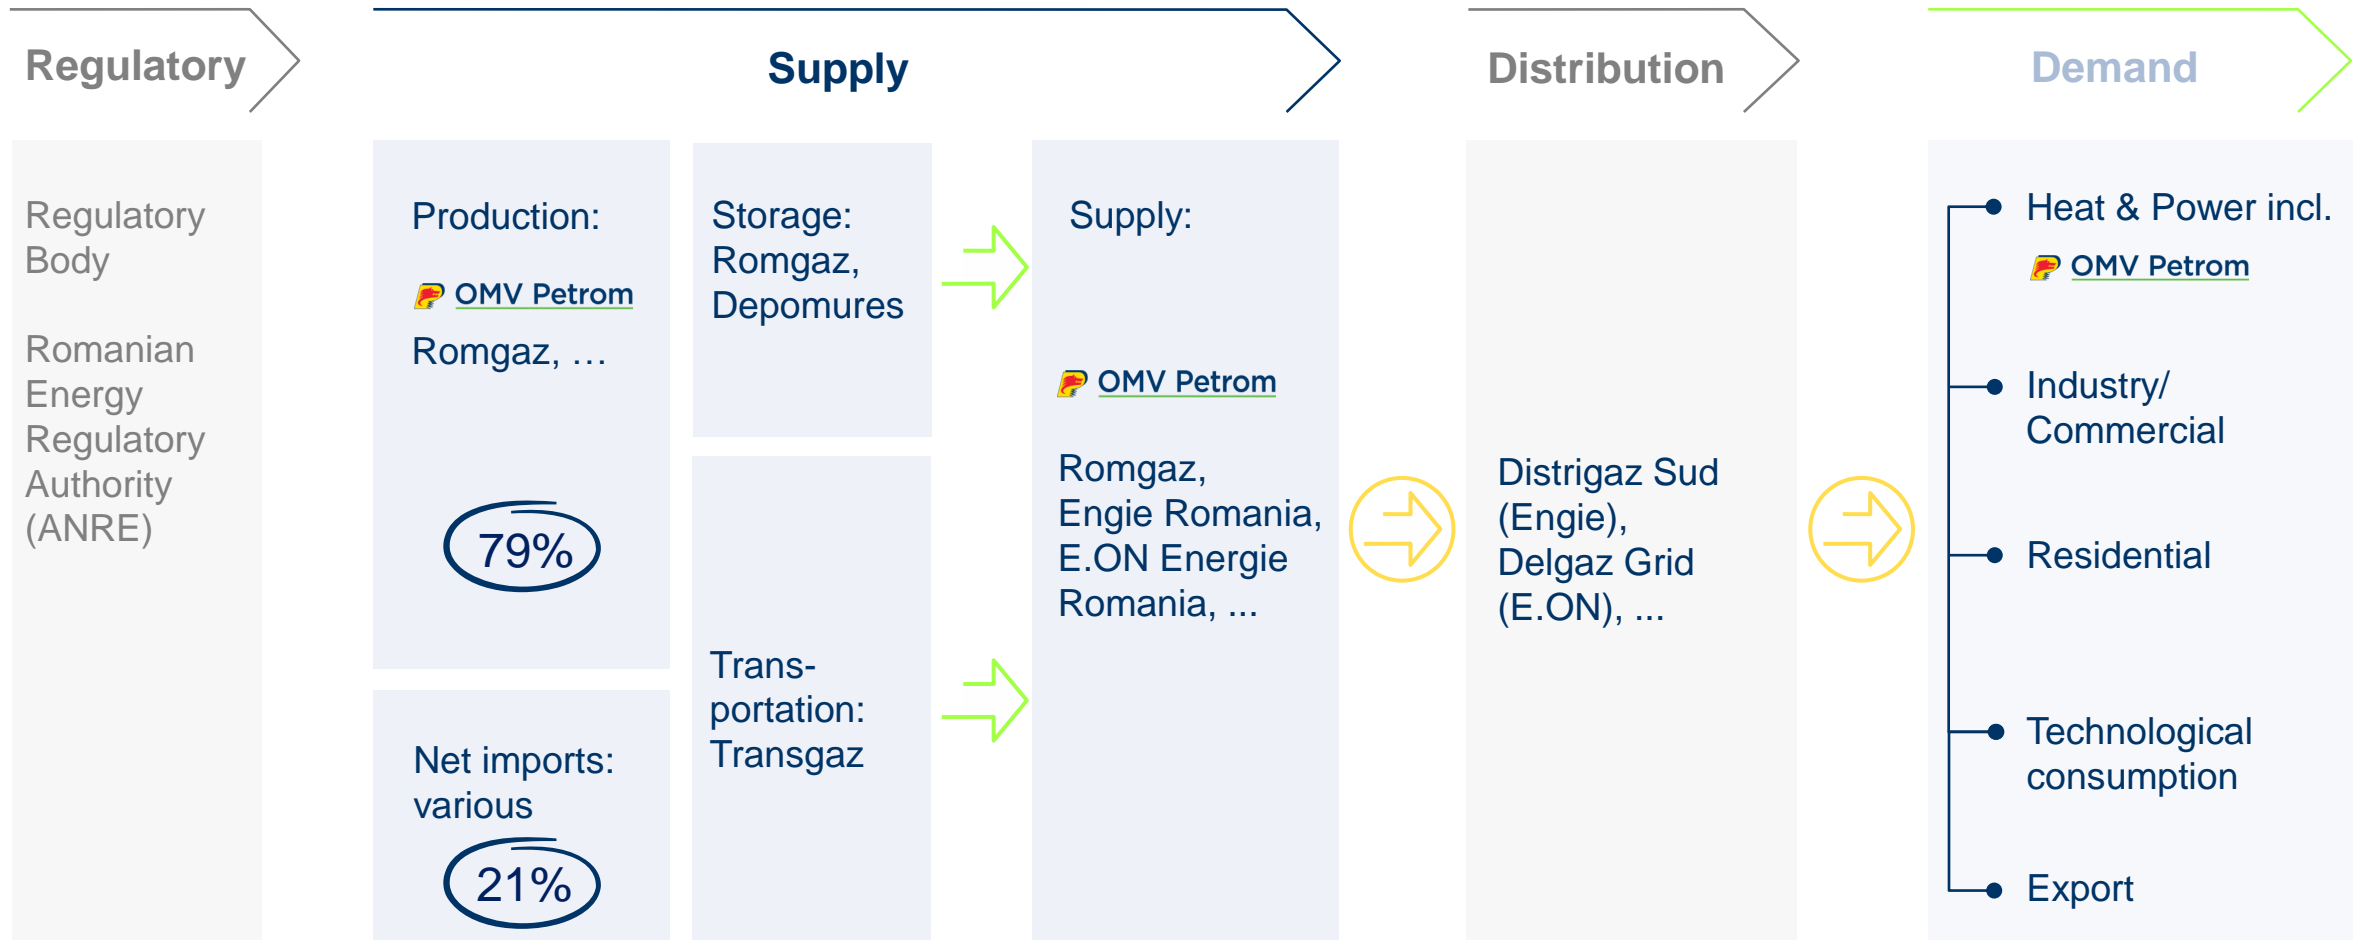 Regulatory
Supply
Distribution
Demand
Regulatory
Body
Romanian
Energy
Regulatory
Authority
(ANRE)
Production:
OMV Petrom
Romgaz, …
79%
Net imports:
various
21%
Storage:
Romgaz,
Depomures
Trans-
portation:
Transgaz
Supply:
OMV Petrom
Romgaz,
Engie Romania,
E.ON Energie
Romania, ...
Distrigaz Sud
(Engie),
Delgaz Grid
(E.ON), ...
Heat & Power incl.
OMV Petrom
Industry/
Commercial
Residential
Technological
consumption
Export